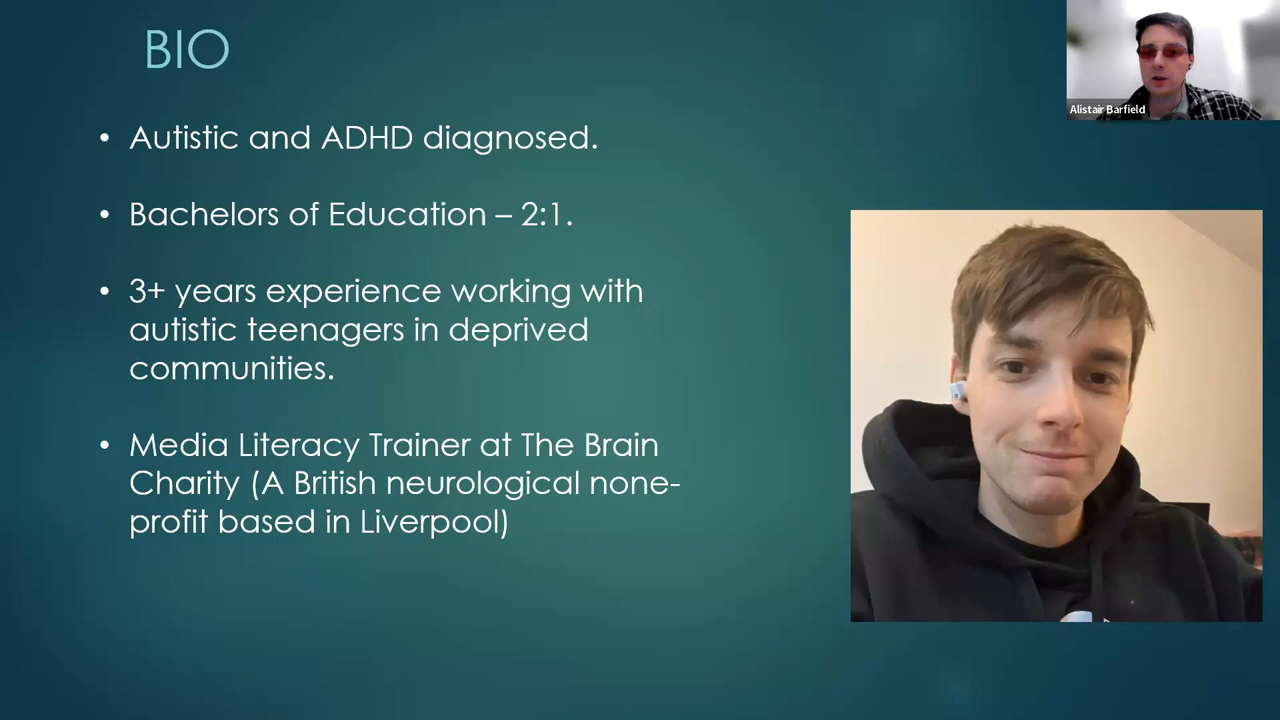 BIO
Alistair Barfield
• Autistic and ADHD diagnosed.
• Bachelors of Education – 2:1.
• 3+ years experience working with
autistic teenagers in deprived
communities.
• Media Literacy Trainer at The Brain
Charity (A British neurological none-
profit based in Liverpool)